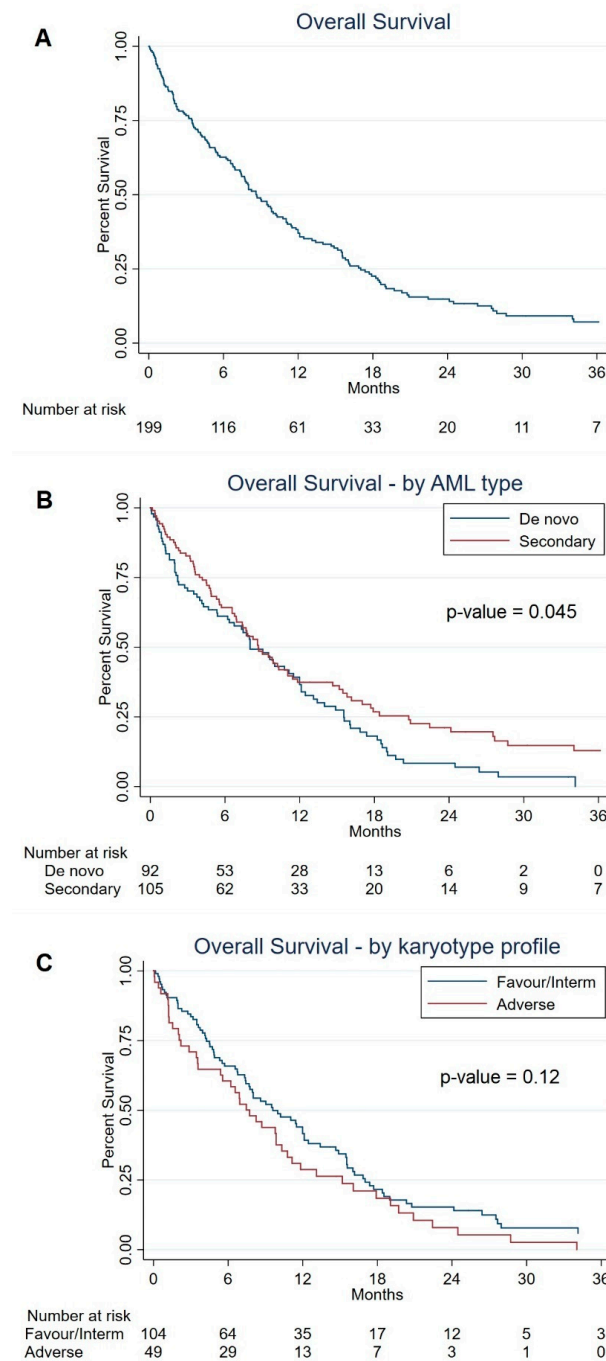 A
Overall Survival
1.00
0.75
0.50
0.25
0.00
Percent Survival
0 6 12 18 24 30 36
Months
Number at risk
199 116 61 33 20 11 7
B
Overall Survival - by AML type
De novo
Secondary
p-value = 0.045
1.00
0.75
0.50
0.25
0.00
Percent Survival
0 6 12 18 24 30 36
Months
Number at risk
De novo 92 53 28 13 6 2 0
Secondary 105 62 33 20 14 9 7
C
Overall Survival - by karyotype profile
Favour/Interm
Adverse
p-value = 0.12
1.00
0.75
0.50
0.25
0.00
Percent Survival
0 6 12 18 24 30 36
Months
Number at risk
Favour/Interm 104 64 35 17 12 5 3
Adverse 49 29 13 7 3 1 0